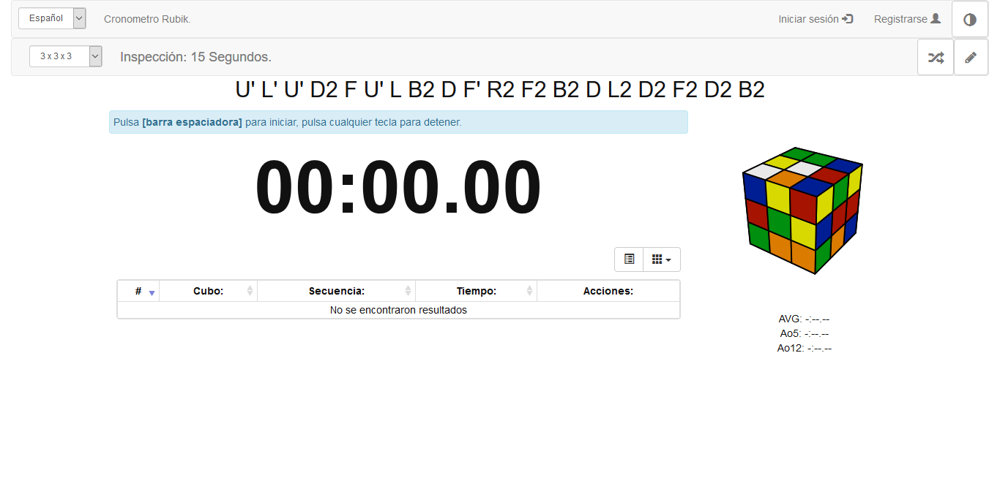 Español Cronometro Rubik. Iniciar sesión Registrarse
3 x 3 x 3 Inspección: 15 Segundos.
U' L' U' D2 F U' L B2 D F' R2 F2 B2 D L2 D2 F2 D2 B2
Pulsa [barra espaciadora] para iniciar, pulsa cualquier tecla para detener.
00:00.00
# Cubo: Secuencia: Tiempo: Acciones:
No se encontraron resultados
AVG: -:--.--
Ao5: -:--.--
Ao12: -:--.--